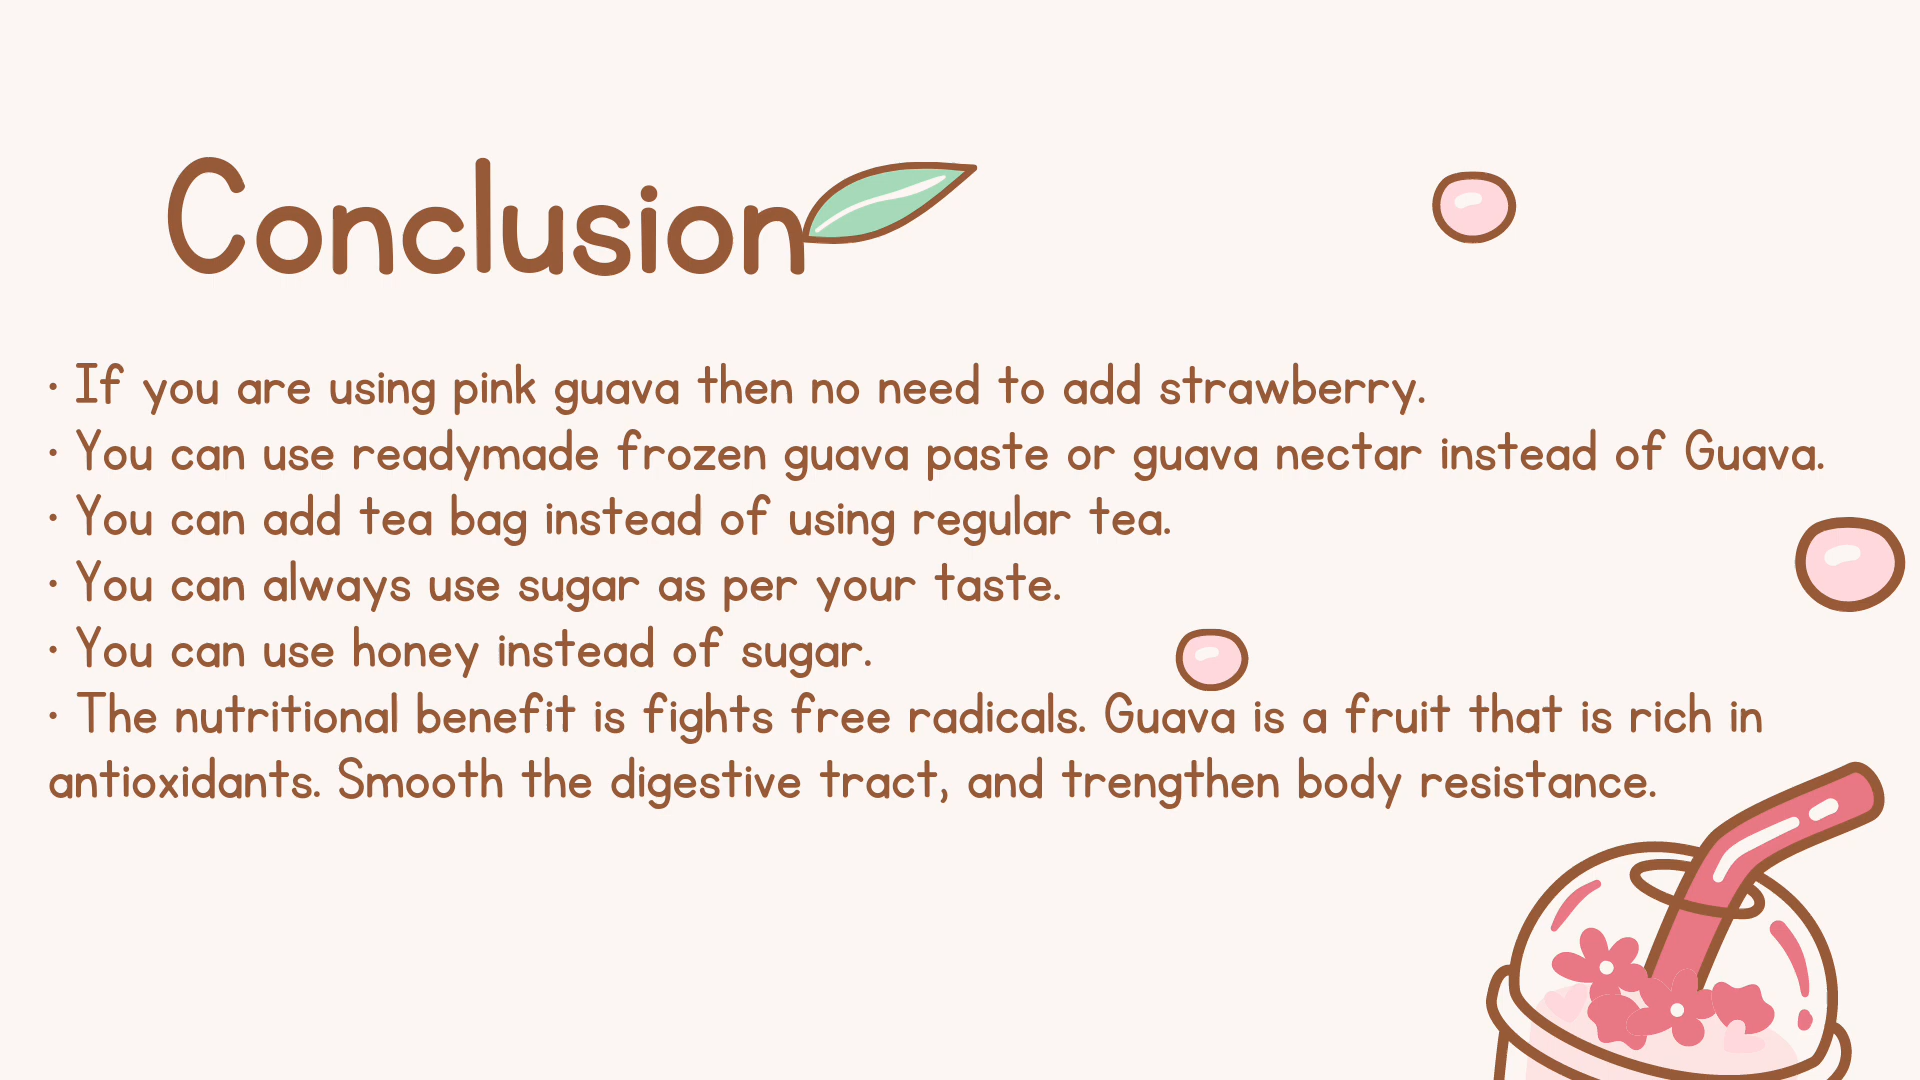 Conclusion
· If you are using pink guava then no need to add strawberry.
· You can use readymade frozen guava paste or guava nectar instead of Guava.
· You can add tea bag instead of using regular tea.
· You can always use sugar as per your taste.
· You can use honey instead of sugar.
· The nutritional benefit is fights free radicals. Guava is a fruit that is rich in
antioxidants. Smooth the digestive tract, and trengthen body resistance.